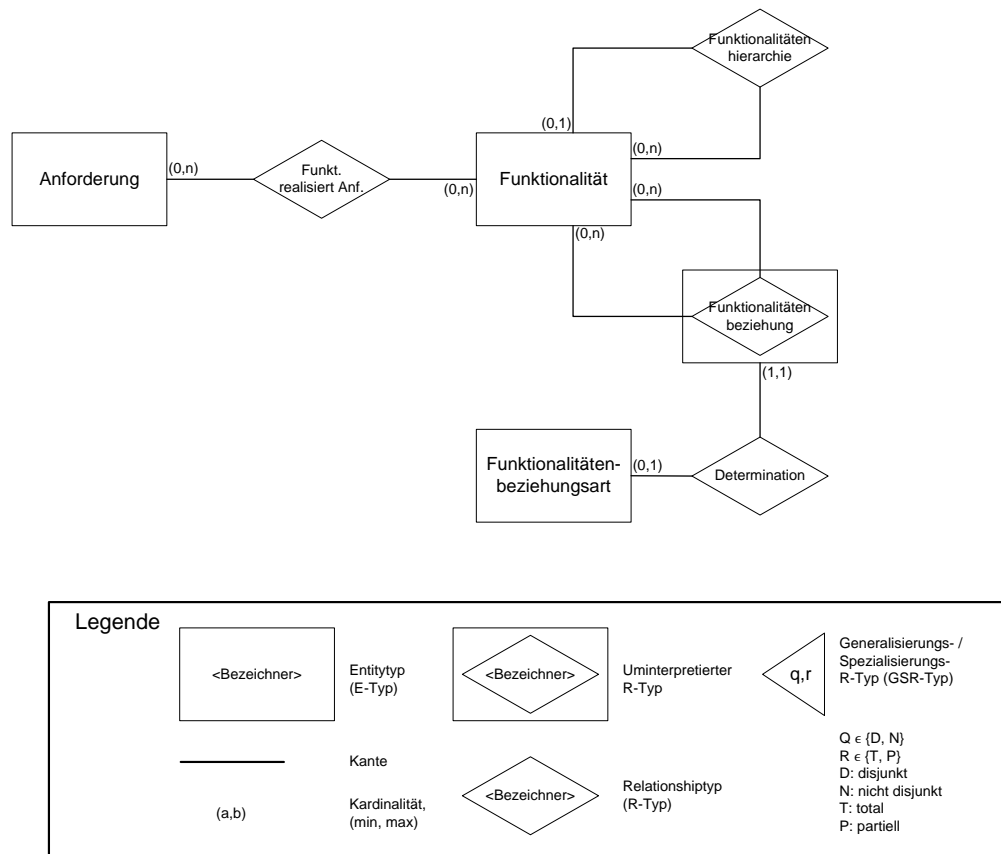 Funktionalitäten
hierarchie
(0,1)
(0,n)
Anforderung
(0,n)
Funkt.
realisiert Anf.
(0,n)
Funktionalität
(0,n)
(0,n)
Funktionalitäten
beziehung
(1,1)
Funktionalitäten-
beziehungsart
(0,1)
Determination
Legende
<Bezeichner>
Entitytyp
(E-Typ)
<Bezeichner>
Uminterpretierter
R-Typ
q,r
Generalisierungs- /
Spezialisierungs-
R-Typ (GSR-Typ)
Kante
(a,b)
Kardinalität,
(min, max)
<Bezeichner>
Relationshiptyp
(R-Typ)
Q ϵ {D, N}
R ϵ {T, P}
D: disjunkt
N: nicht disjunkt
T: total
P: partiell